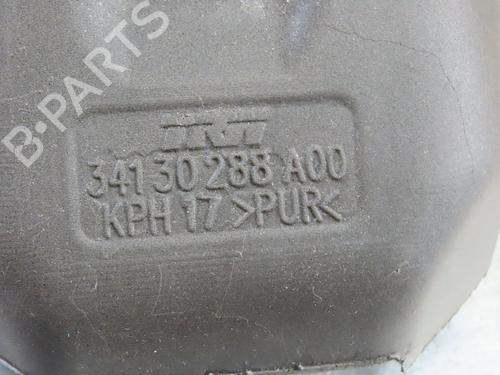 B-PARTS
TRW
34130288 A00
KPH 17 >PUR<